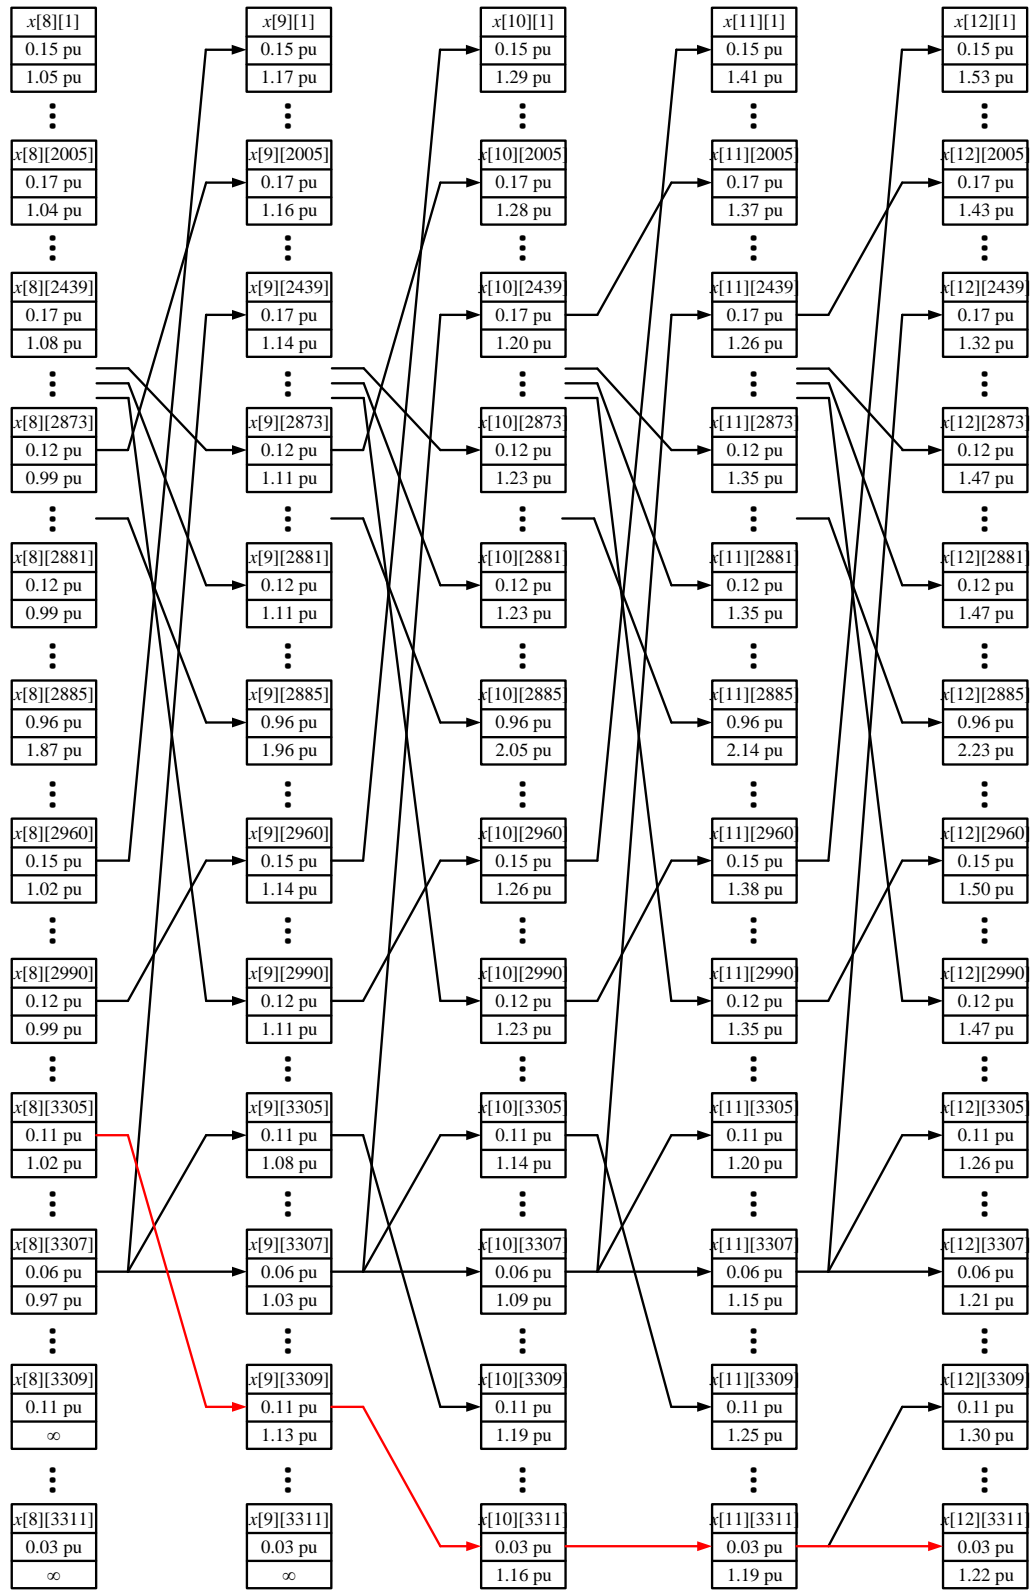 x[8][1] x[9][1] x[10][1] x[11][1] x[12][1]
0.15 pu 0.15 pu 0.15 pu 0.15 pu 0.15 pu
1.05 pu 1.17 pu 1.29 pu 1.41 pu 1.53 pu
x[8][2005] x[9][2005] x[10][2005] x[11][2005] x[12][2005]
0.17 pu 0.17 pu 0.17 pu 0.17 pu 0.17 pu
1.04 pu 1.16 pu 1.28 pu 1.37 pu 1.43 pu
x[8][2439] x[9][2439] x[10][2439] x[11][2439] x[12][2439]
0.17 pu 0.17 pu 0.17 pu 0.17 pu 0.17 pu
1.08 pu 1.14 pu 1.20 pu 1.26 pu 1.32 pu
x[8][2873] x[9][2873] x[10][2873] x[11][2873] x[12][2873]
0.12 pu 0.12 pu 0.12 pu 0.12 pu 0.12 pu
0.99 pu 1.11 pu 1.23 pu 1.35 pu 1.47 pu
x[8][2881] x[9][2881] x[10][2881] x[11][2881] x[12][2881]
0.12 pu 0.12 pu 0.12 pu 0.12 pu 0.12 pu
0.99 pu 1.11 pu 1.23 pu 1.35 pu 1.47 pu
x[8][2885] x[9][2885] x[10][2885] x[11][2885] x[12][2885]
0.96 pu 0.96 pu 0.96 pu 0.96 pu 0.96 pu
1.87 pu 1.96 pu 2.05 pu 2.14 pu 2.23 pu
x[8][2960] x[9][2960] x[10][2960] x[11][2960] x[12][2960]
0.15 pu 0.15 pu 0.15 pu 0.15 pu 0.15 pu
1.02 pu 1.14 pu 1.26 pu 1.38 pu 1.50 pu
x[8][2990] x[9][2990] x[10][2990] x[11][2990] x[12][2990]
0.12 pu 0.12 pu 0.12 pu 0.12 pu 0.12 pu
0.99 pu 1.11 pu 1.23 pu 1.35 pu 1.47 pu
x[8][3305] x[9][3305] x[10][3305] x[11][3305] x[12][3305]
0.11 pu 0.11 pu 0.11 pu 0.11 pu 0.11 pu
1.02 pu 1.08 pu 1.14 pu 1.20 pu 1.26 pu
x[8][3307] x[9][3307] x[10][3307] x[11][3307] x[12][3307]
0.06 pu 0.06 pu 0.06 pu 0.06 pu 0.06 pu
0.97 pu 1.03 pu 1.09 pu 1.15 pu 1.21 pu
x[8][3309] x[9][3309] x[10][3309] x[11][3309] x[12][3309]
0.11 pu 0.11 pu 0.11 pu 0.11 pu 0.11 pu
∞ 1.13 pu 1.19 pu 1.25 pu 1.30 pu
x[8][3311] x[9][3311] x[10][3311] x[11][3311] x[12][3311]
0.03 pu 0.03 pu 0.03 pu 0.03 pu 0.03 pu
∞ ∞ 1.16 pu 1.19 pu 1.22 pu